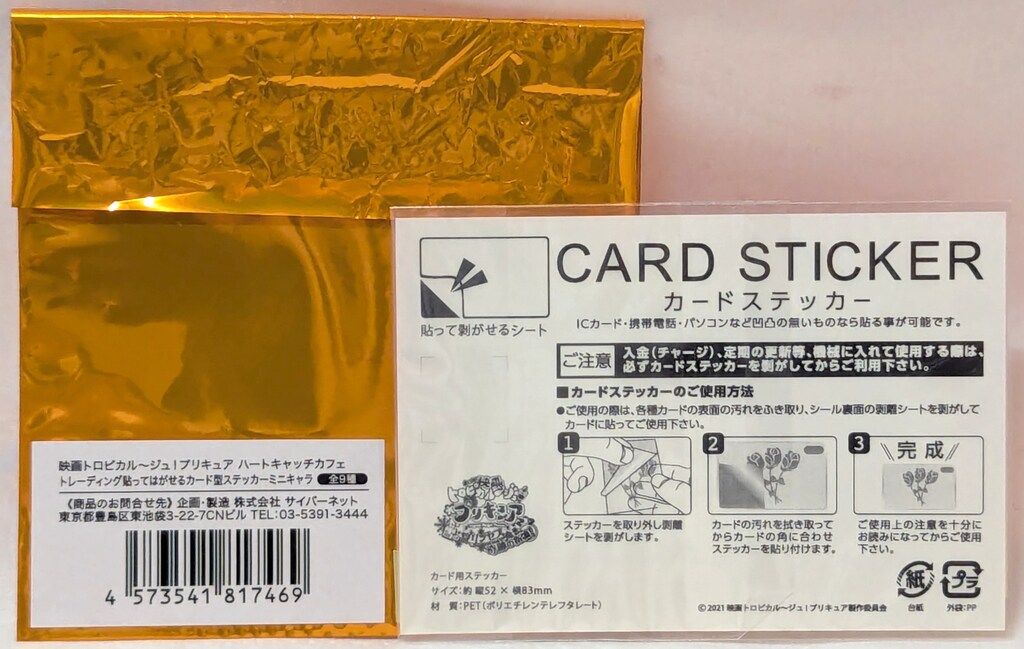 映画トロピカル〜ジュ!プリキュア ハートキャッチカフェ
トレーディング貼ってはがせるカード型ステッカーミニキャラ 全9種
《商品のお問合せ先》企画・製造 株式会社 サイバーネット
東京都豊島区東池袋3-22-7CNビル TEL:03-5391-3444
4 573541 817469
貼って剥がせるシート
CARD STICKER
カードステッカー
ICカード・携帯電話・パソコンなど凹凸の無いものなら貼る事が可能です。
ご注意
入金(チャージ)、定期の更新等、機械に入れて使用する際は、
必ずカードステッカーを剥がしてからご利用下さい。
■カードステッカーのご使用方法
●ご使用の際は、各種カードの表面の汚れをふき取り、シール裏面の剥離シートを剥がして
カードに貼ってご使用下さい。
1
ステッカーを取り外し剥離
シートを剥がします。
2
カードの汚れを拭き取って
からカードの角に合わせ
ステッカーを貼り付けます。
3
完成
ご使用上の注意を十分に
お読みになってからご使用
下さい。
プリキュア
カード用ステッカー
サイズ:約 縦52 × 横83mm
材 質:PET(ポリエチレンテレフタレート)
©2021 映画トロピカル〜ジュ!プリキュア製作委員会
紙
台紙
プラ
外袋:PP